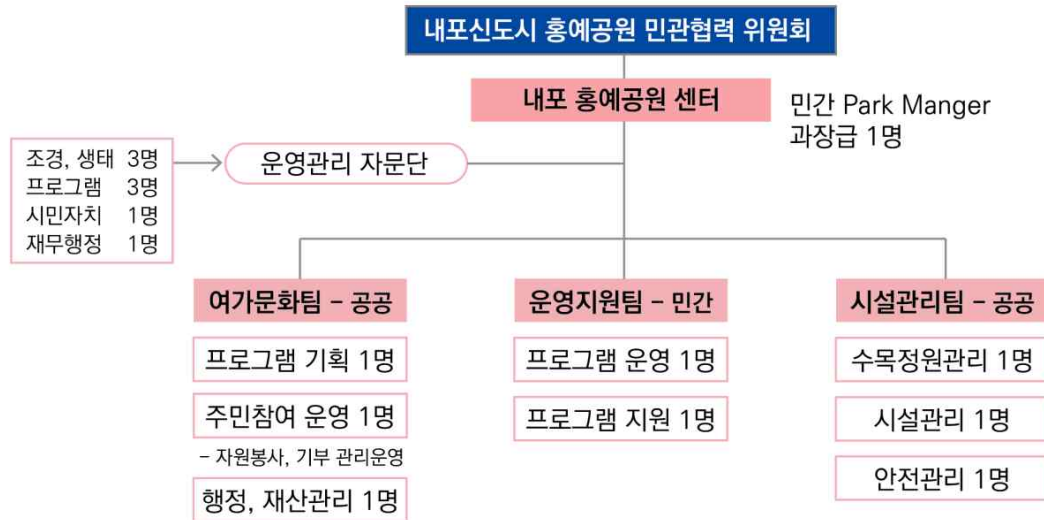 내포신도시 홍예공원 민관협력 위원회
내포 홍예공원 센터
민간 Park Manger
과장급 1명
조경, 생태 3명
프로그램 3명
시민자치 1명
재무행정 1명
운영관리 자문단
여가문화팀 – 공공
프로그램 기획 1명
주민참여 운영 1명
– 자원봉사, 기부 관리운영
행정, 재산관리 1명
운영지원팀 – 민간
프로그램 운영 1명
프로그램 지원 1명
시설관리팀 – 공공
수목정원관리 1명
시설관리 1명
안전관리 1명